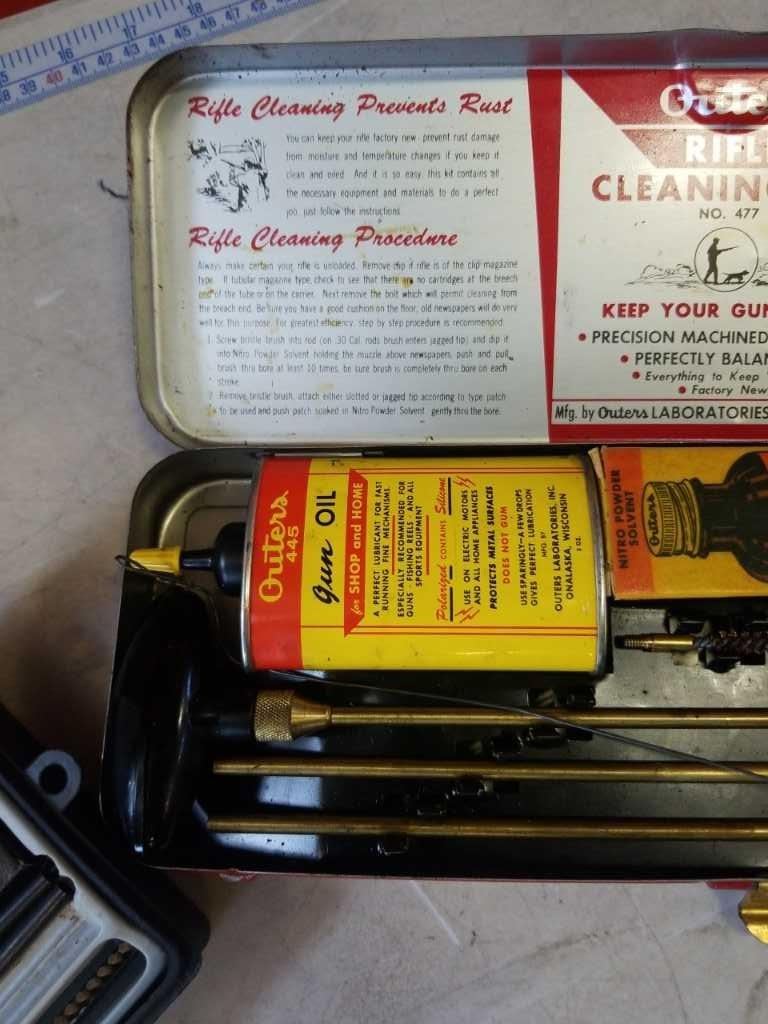 15 16 17 18
38 39 40 41 42 43 44 45 46 47 48
Rifle Cleaning Prevents Rust
You can keep your rifle factory new prevent rust damage
from moisture and temperature changes if you keep it
clean and oiled. And it is so easy, this kit contains all
the necessary equipment and materials to do a perfect
job, just follow the instructions.
Rifle Cleaning Procedure
Always make certain your rifle is unloaded. Remove clip if rifle is of the clip magazine
type. If tubular magazine type, check to see that there are no cartridges at the breech
end of the tube or on the carrier. Next remove the bolt which will permit cleaning from
the breech end. Be sure you have a good cushion on the floor, old newspapers will do very
well for this purpose. For greatest efficiency, step by step procedure is recommended.
1. Screw bristle brush into rod (on .30 Cal. rods brush enters jagged tip) and dip it
into Nitro Powder Solvent holding the muzzle above newspapers, push and pull
brush thru bore at least 10 times, be sure brush is completely thru bore on each
stroke.
2. Remove bristle brush, attach either slotted or jagged tip according to type patch
to be used and push patch soaked in Nitro Powder Solvent gently thru the bore.
Oute
RIFL
CLEANING
NO. 477
KEEP YOUR GUN
• PRECISION MACHINED
• PERFECTLY BALAN
• Everything to Keep
• Factory New
Mfg. by Outers LABORATORIES
Outers
445
Gun OIL
for SHOP and HOME
A PERFECT LUBRICANT FOR FAST
RUNNING FINE MECHANISMS.
ESPECIALLY RECOMMENDED FOR
GUNS FISHING REELS AND ALL
SPORTS EQUIPMENT
Polarized CONTAINS Silicone
USE ON ELECTRIC MOTORS
AND ALL HOME APPLIANCES
PROTECTS METAL SURFACES
DOES NOT GUM
USE SPARINGLY-A FEW DROPS
GIVES PERFECT LUBRICATION
MFG. BY
OUTERS LABORATORIES, INC.
ONALASKA, WISCONSIN
2 OZ.
NITRO POWDER
SOLVENT
Outers